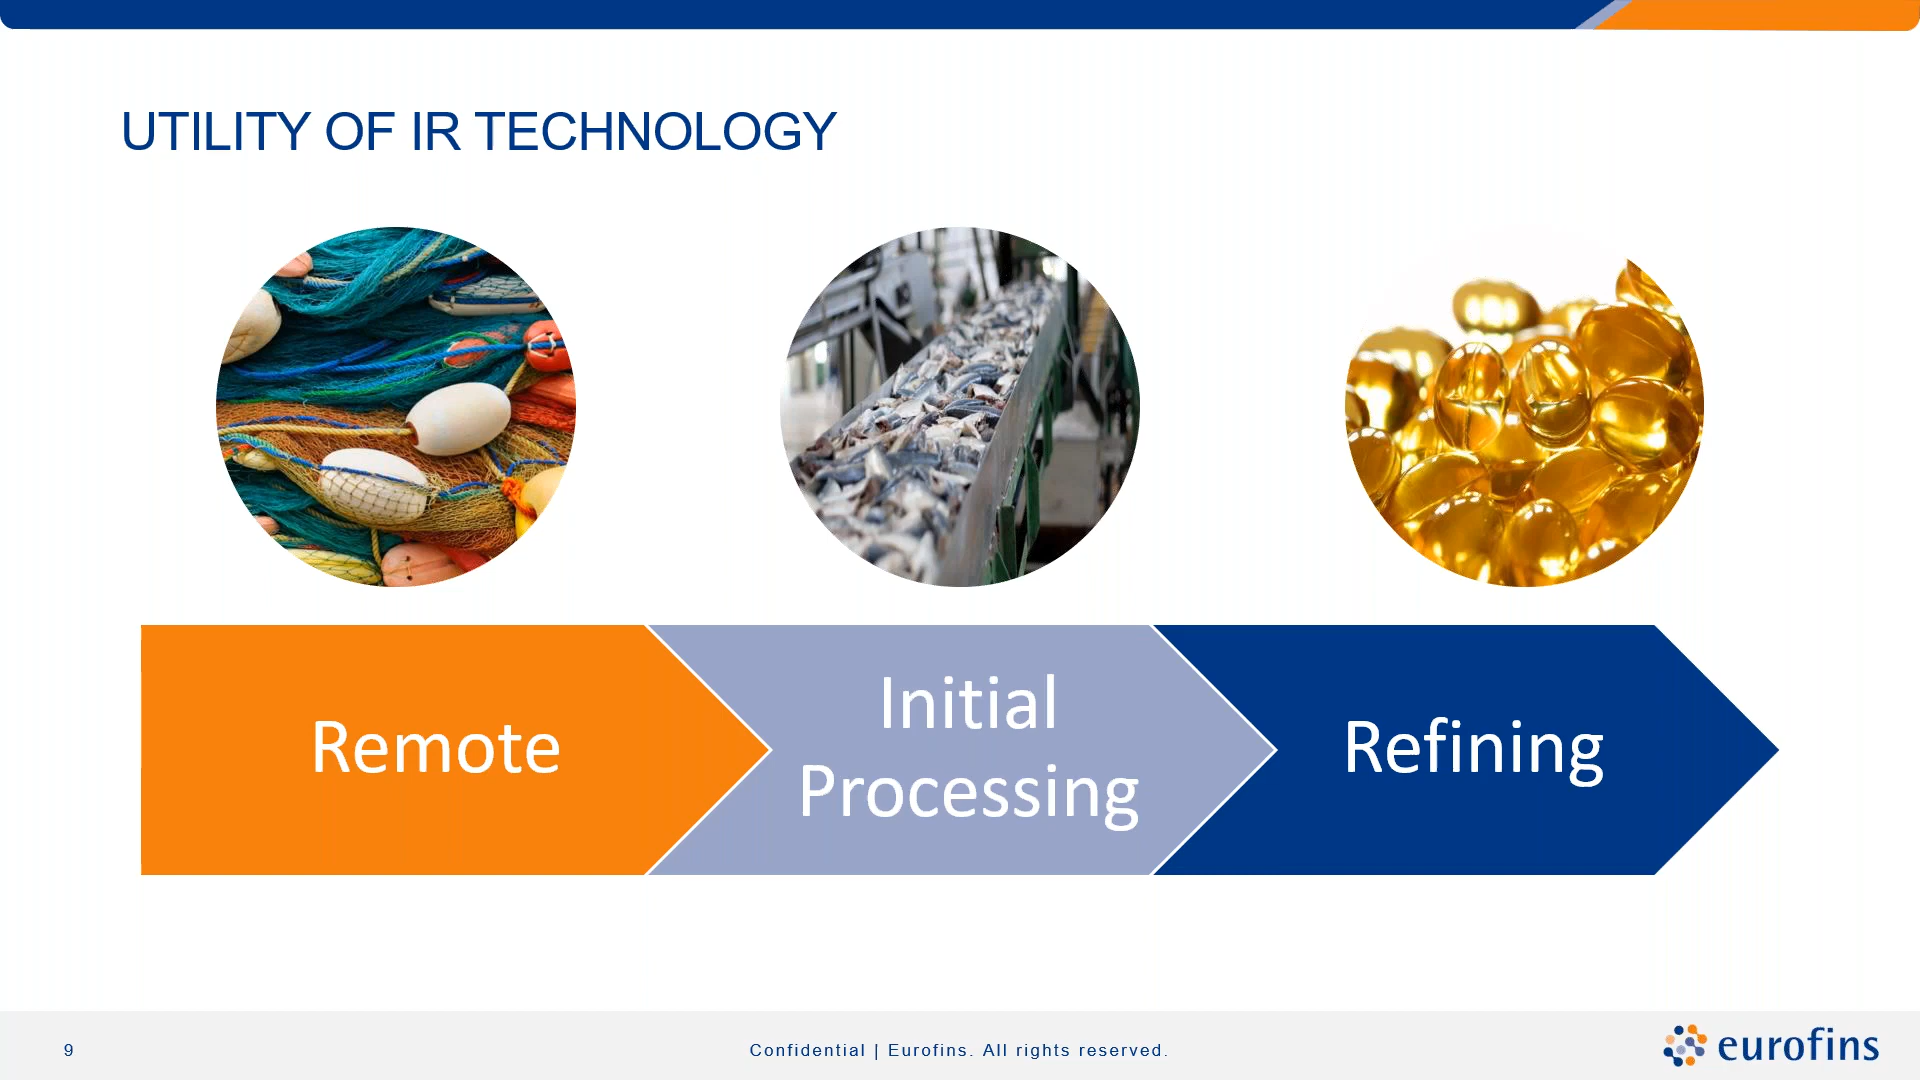 UTILITY OF IR TECHNOLOGY
Remote
Initial
Processing
Refining
9
Confidential | Eurofins. All rights reserved.
eurofins